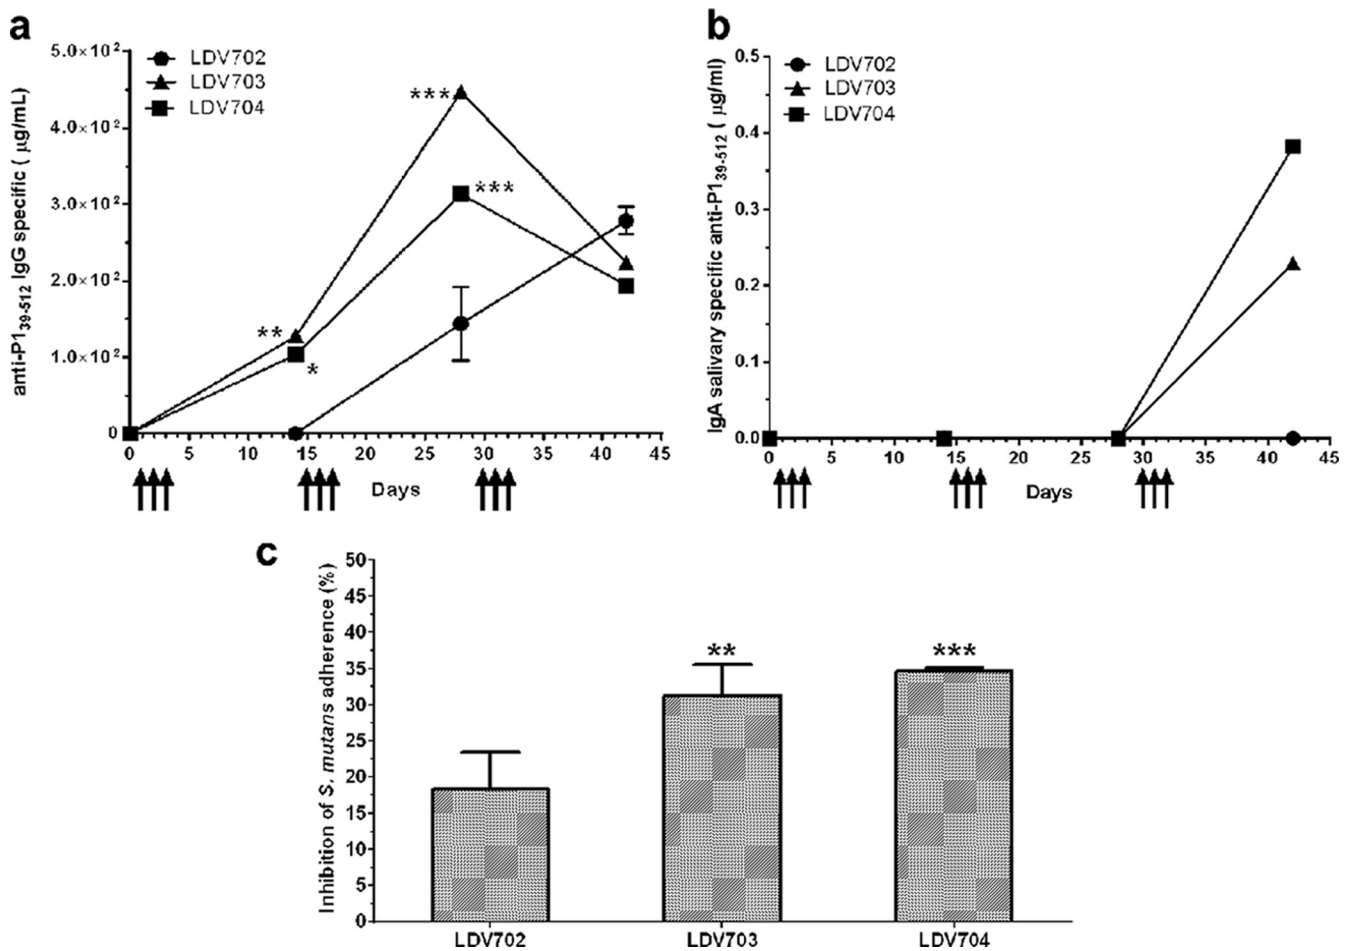 a
anti-P1₃₉₋₅₁₂ IgG specific ( µg/mL)
5.0×10²
4.0×10²
3.0×10²
2.0×10²
1.0×10²
0
LDV702
LDV703
LDV704
***
***
**
*
0 5 10 15 20 25 30 35 40 45
Days
b
IgA salivary specific anti-P1₃₉₋₅₁₂ ( µg/ml)
0.5
0.4
0.3
0.2
0.1
0.0
LDV702
LDV703
LDV704
0 5 10 15 20 25 30 35 40 45
Days
c
Inhibition of S. mutans adherence (%)
50
45
40
35
30
25
20
15
10
5
0
** ***
LDV702 LDV703 LDV704